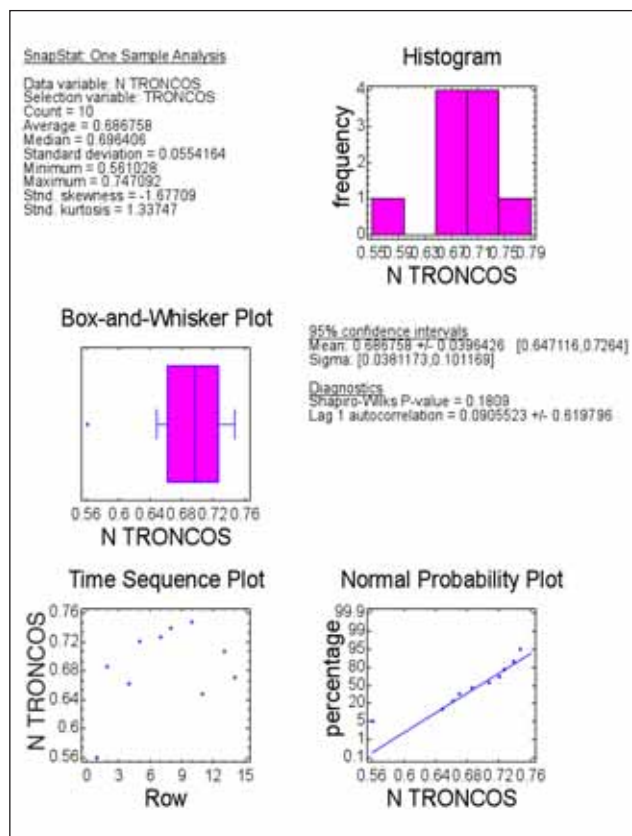 SnapStat: One Sample Analysis
Data variable: N TRONCOS
Selection variable: TRONCOS
Count = 10
Average = 0.686758
Median = 0.696406
Standard deviation = 0.0554164
Minimum = 0.561028
Maximum = 0.747092
Stnd. skewness = -1.67709
Stnd. kurtosis = 1.33747
Histogram
frequency
4
3
2
1
0
0.55 0.59 0.63 0.67 0.71 0.75 0.79
N TRONCOS
Box-and-Whisker Plot
0.56 0.6 0.64 0.68 0.72 0.76
N TRONCOS
95% confidence intervals
Mean: 0.686758 +/- 0.0396426 [0.647116,0.7264]
Sigma: [0.0381173,0.101169]
Diagnostics
Shapiro-Wilks P-value = 0.1809
Lag 1 autocorrelation = 0.0905523 +/- 0.619796
Time Sequence Plot
N TRONCOS
0.76
0.72
0.68
0.64
0.6
0.56
0 3 6 9 12 15
Row
Normal Probability Plot
percentage
99.9
99
95
80
50
20
5
1
0.1
0.56 0.6 0.64 0.68 0.72 0.76
N TRONCOS